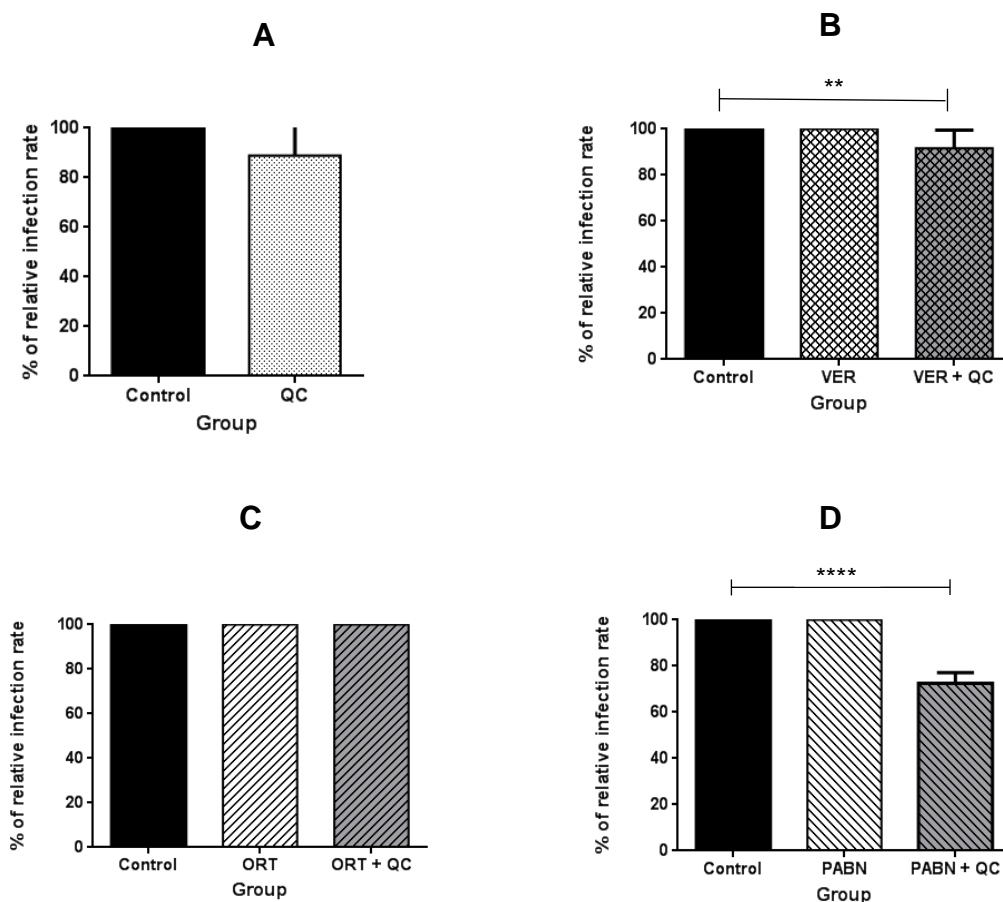 A
% of relative infection rate
100
80
60
40
20
0
Control QC
Group
B
**
% of relative infection rate
100
80
60
40
20
0
Control VER VER + QC
Group
C
% of relative infection rate
100
80
60
40
20
0
Control ORT ORT + QC
Group
D
****
% of relative infection rate
100
80
60
40
20
0
Control PABN PABN + QC
Group